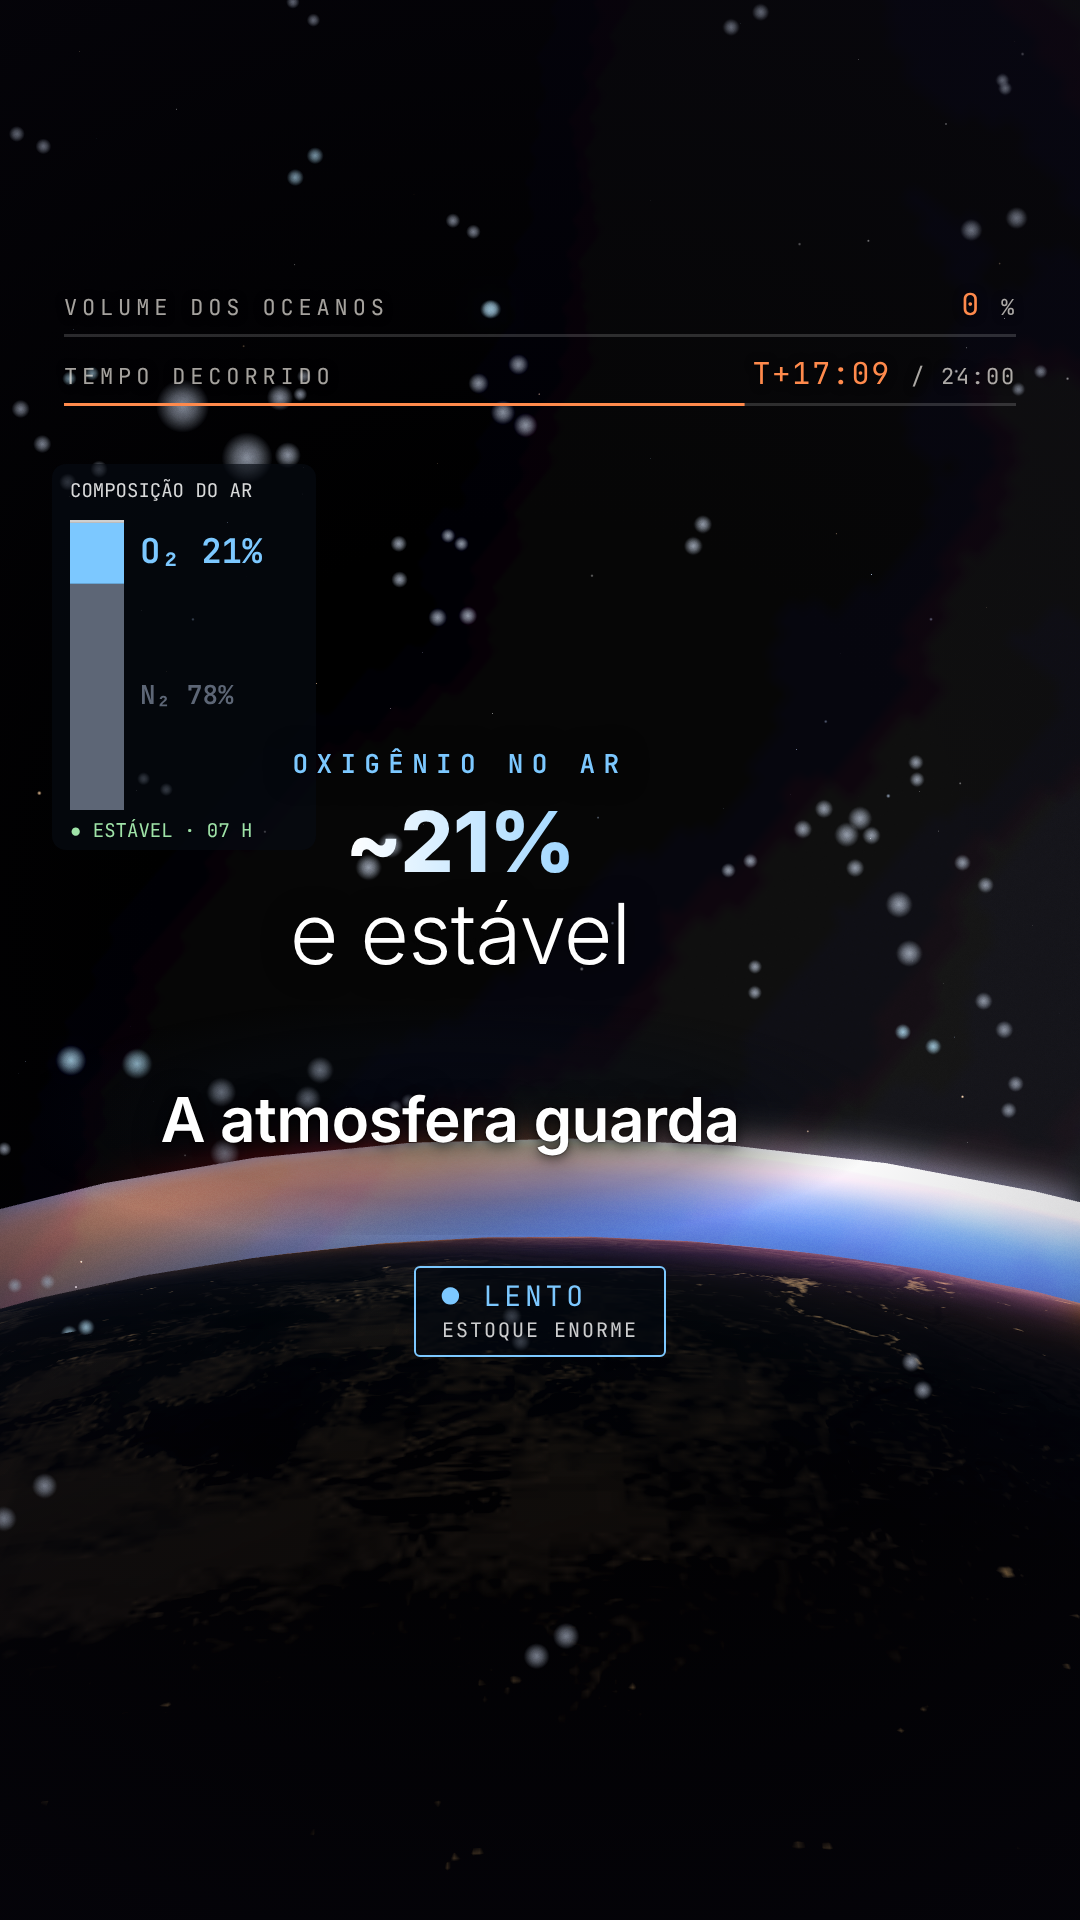 VOLUME DOS OCEANOS 0 %
TEMPO DECORRIDO T+17:09 / 24:00
COMPOSIÇÃO DO AR
O₂ 21%
N₂ 78%
● ESTÁVEL · 07 H
OXIGÊNIO NO AR
~21%
e estável
A atmosfera guarda
● LENTO
ESTOQUE ENORME